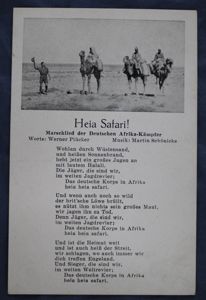 Heia Safari!
Marschlied der Deutschen Afrika-Kämpfer
Worte: Werner Plücker Musik: Martin Schönicke
Wohlan durch Wüstensand,
und heißen Sonnenbrand,
hebt jetzt ein großes Jagen an
mit lautem Halali.
Die Jäger, die sind wir,
im weiten Jagdrevier:
Das deutsche Korps in Afrika
heia heia safari.
Und wenn auch noch so wild
der brit'sche Löwe brüllt,
es nützt ihm nichts sein großes Maul,
wir jagen ihn zu Tod.
Denn Jäger, die sind wir,
im weiten Jagdrevier:
Das deutsche Korps in Afrika
heia heia safari.
Und ist die Heimat weit
und ist auch heiß der Streit,
wir schlagen, wo auch immer wir
dich treffen Engeland.
Und Sieger, die sind wir,
im weiten Weltrevier:
Das deutsche Korps in Afrika
heia heia safari.